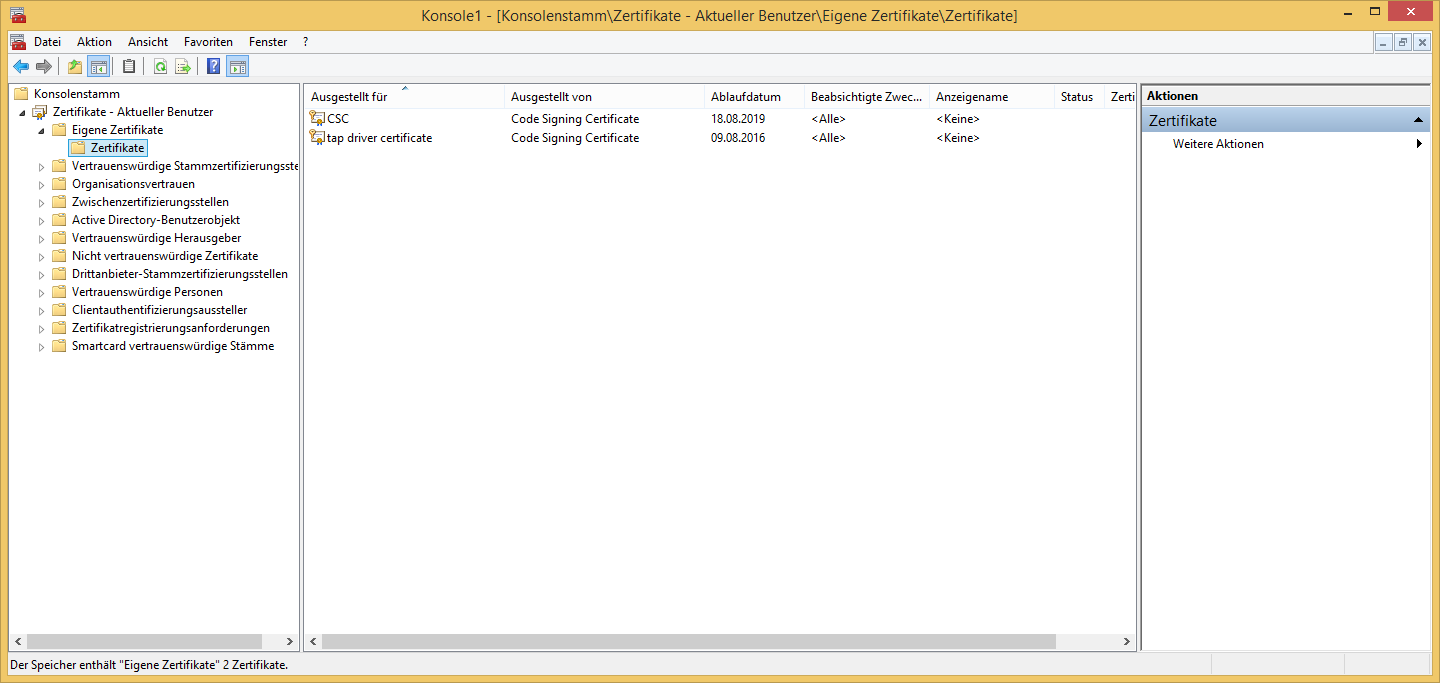 Konsole1 - [Konsolenstamm\Zertifikate - Aktueller Benutzer\Eigene Zertifikate\Zertifikate]
Datei Aktion Ansicht Favoriten Fenster ?
Konsolenstamm
Zertifikate - Aktueller Benutzer
Eigene Zertifikate
Zertifikate
Vertrauenswürdige Stammzertifizierungsste
Organisationsvertrauen
Zwischenzertifizierungsstellen
Active Directory-Benutzerobjekt
Vertrauenswürdige Herausgeber
Nicht vertrauenswürdige Zertifikate
Drittanbieter-Stammzertifizierungsstellen
Vertrauenswürdige Personen
Clientauthentifizierungsaussteller
Zertifikatregistrierungsanforderungen
Smartcard vertrauenswürdige Stämme
Ausgestellt für Ausgestellt von Ablaufdatum Beabsichtigte Zwec... Anzeigename Status Zerti
CSC Code Signing Certificate 18.08.2019 <Alle> <Keine>
tap driver certificate Code Signing Certificate 09.08.2016 <Alle> <Keine>
Aktionen
Zertifikate
Weitere Aktionen
Der Speicher enthält "Eigene Zertifikate" 2 Zertifikate.